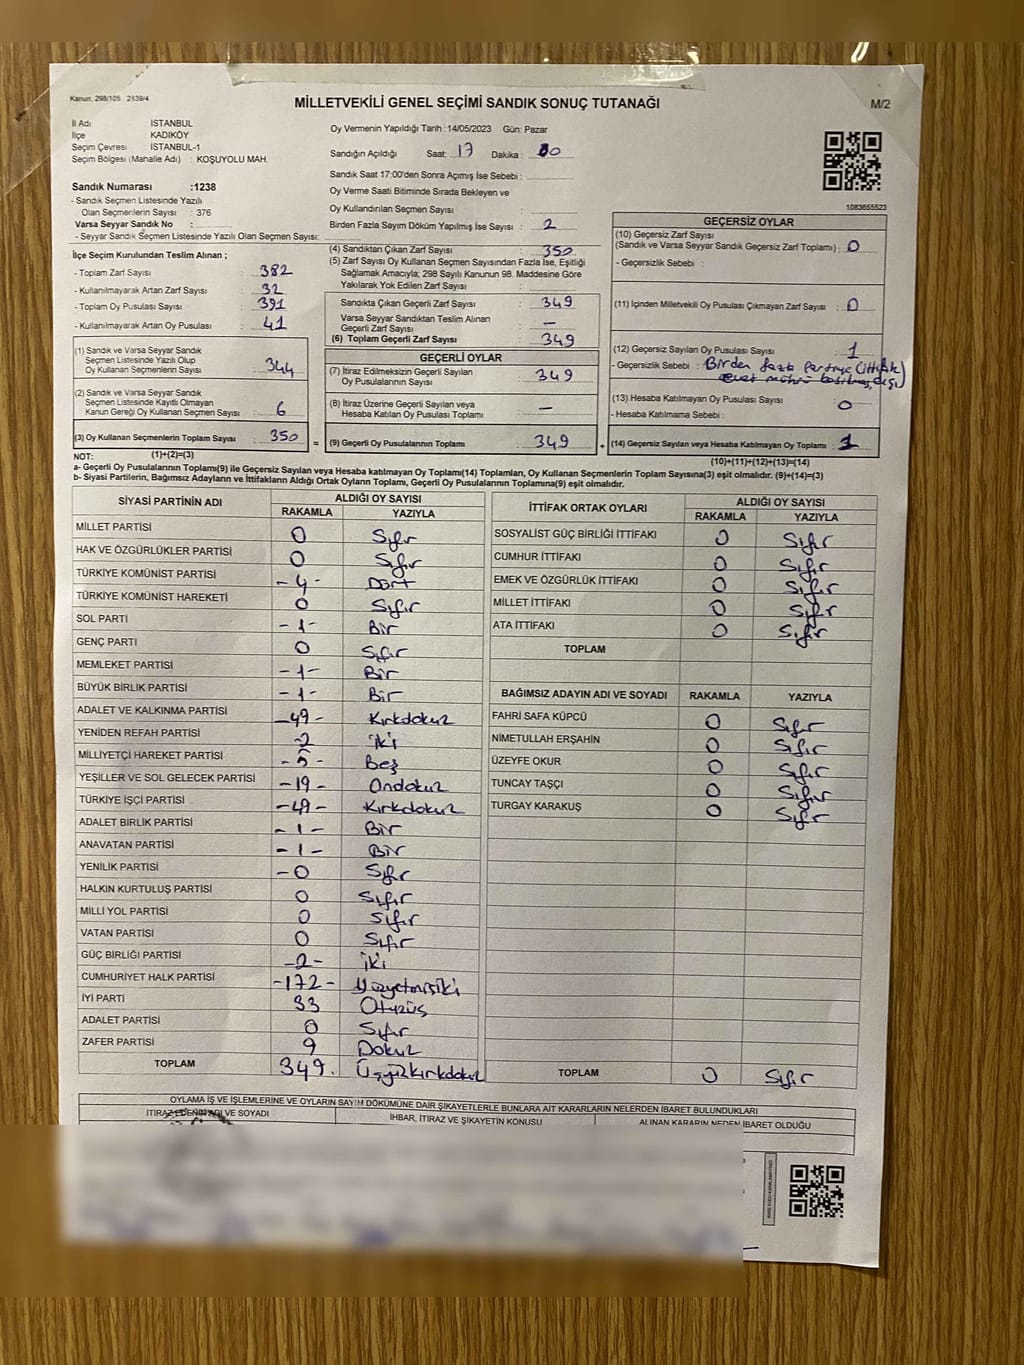 Kanun, 298/105 2839/4
MİLLETVEKİLİ GENEL SEÇİMİ SANDIK SONUÇ TUTANAĞI
M/2
İl Adı : İSTANBUL
İlçe : KADIKÖY
Seçim Çevresi : İSTANBUL-1
Seçim Bölgesi (Mahalle Adı) : KOŞUYOLU MAH.
Sandık Numarası :1238
- Sandık Seçmen Listesinde Yazılı
Olan Seçmenlerin Sayısı : 376
Varsa Seyyar Sandık No :
- Seyyar Sandık Seçmen Listesinde Yazılı Olan Seçmen Sayısı:
İlçe Seçim Kurulundan Teslim Alınan ;
- Toplam Zarf Sayısı : 382
- Kullanılmayarak Artan Zarf Sayısı : 32
- Toplam Oy Pusulası Sayısı : 391
- Kullanılmayarak Artan Oy Pusulası : 41
(1) Sandık ve Varsa Seyyar Sandık
Seçmen Listesinde Yazılı Olup
Oy Kullanan Seçmenlerin Sayısı : 344
(2) Sandık ve Varsa Seyyar Sandık
Seçmen Listesinde Kayıtlı Olmayan
Kanun Gereği Oy Kullanan Seçmen Sayısı : 6
(3) Oy Kullanan Seçmenlerin Toplam Sayısı : 350 =
(1)+(2)=(3)
Oy Vermenin Yapıldığı Tarih :14/05/2023 Gün: Pazar
Sandığın Açıldığı Saat: 17 Dakika : 00
Sandık Saat 17:00'den Sonra Açımış İse Sebebi :
Oy Verme Saati Bitiminde Sırada Bekleyen ve
Oy Kullandırılan Seçmen Sayısı :
Birden Fazla Sayım Döküm Yapılmış İse Sayısı : 2
(4) Sandıktan Çıkan Zarf Sayısı : 350
(5) Zarf Sayısı Oy Kullanan Seçmen Sayısından Fazla İse, Eşitliği
Sağlamak Amacıyla; 298 Sayılı Kanunun 98. Maddesine Göre
Yakılarak Yok Edilen Zarf Sayısı :
Sandıkta Çıkan Geçerli Zarf Sayısı : 349
Varsa Seyyar Sandıktan Teslim Alınan
Geçerli Zarf Sayısı : —
(6) Toplam Geçerli Zarf Sayısı : 349
GEÇERLİ OYLAR
(7) İtiraz Edilmeksizin Geçerli Sayılan
Oy Pusulalarının Sayısı : 349
(8) İtiraz Üzerine Geçerli Sayılan veya
Hesaba Katılan Oy Pusulası Toplamı : —
(9) Geçerli Oy Pusulalarının Toplamı : 349 +
1083655523
GEÇERSİZ OYLAR
(10) Geçersiz Zarf Sayısı
(Sandık ve Varsa Seyyar Sandık Geçersiz Zarf Toplamı) : 0
- Geçersizlik Sebebi :
(11) İçinden Milletvekili Oy Pusulası Çıkmayan Zarf Sayısı : 0
(12) Geçersiz Sayılan Oy Pusulası Sayısı : 1
- Geçersizlik Sebebi : Birden fazla partiye (ittifak
evet mührü basılmış dışı)
(13) Hesaba Katılmayan Oy Pusulası Sayısı : 0
- Hesaba Katılmama Sebebi :
(14) Geçersiz Sayılan veya Hesaba Katılmayan Oy Toplamı : 1
(10)+(11)+(12)+(13)=(14)
NOT:
a- Geçerli Oy Pusulalarının Toplamı(9) ile Geçersiz Sayılan veya Hesaba katılmayan Oy Toplamı(14) Toplamları, Oy Kullanan Seçmenlerin Toplam Sayısına(3) eşit olmalıdır. (9)+(14)=(3)
b- Siyasi Partilerin, Bağımsız Adayların ve İttifakların Aldığı Ortak Oyların Toplamı, Geçerli Oy Pusulalarının Toplamına(9) eşit olmalıdır.
SİYASİ PARTİNİN ADI ALDIĞI OY SAYISI
RAKAMLA YAZIYLA
MİLLET PARTİSİ 0 Sıfır
HAK VE ÖZGÜRLÜKLER PARTİSİ 0 Sıfır
TÜRKİYE KOMÜNİST PARTİSİ -4- Dört
TÜRKİYE KOMÜNİST HAREKETİ 0 Sıfır
SOL PARTİ -1- Bir
GENÇ PARTİ 0 Sıfır
MEMLEKET PARTİSİ -1- Bir
BÜYÜK BİRLİK PARTİSİ -1- Bir
ADALET VE KALKINMA PARTİSİ -49- Kırkdokuz
YENİDEN REFAH PARTİSİ -2 iki
MİLLİYETÇİ HAREKET PARTİSİ -5- Beş
YEŞİLLER VE SOL GELECEK PARTİSİ -19- Ondokuz
TÜRKİYE İŞÇİ PARTİSİ -49- Kırkdokuz
ADALET BİRLİK PARTİSİ -1- Bir
ANAVATAN PARTİSİ -1- Bir
YENİLİK PARTİSİ -0 Sıfır
HALKIN KURTULUŞ PARTİSİ 0 Sıfır
MİLLİ YOL PARTİSİ 0 Sıfır
VATAN PARTİSİ 0 Sıfır
GÜÇ BİRLİĞİ PARTİSİ -2- iki
CUMHURİYET HALK PARTİSİ -172- Yüzyetmişiki
İYİ PARTİ 33 Otuzüç
ADALET PARTİSİ 0 Sıfır
ZAFER PARTİSİ 9 Dokuz
TOPLAM 349. Üçyüzkırkdokuz
İTTİFAK ORTAK OYLARI ALDIĞI OY SAYISI
RAKAMLA YAZIYLA
SOSYALİST GÜÇ BİRLİĞİ İTTİFAKI 0 Sıfır
CUMHUR İTTİFAKI 0 Sıfır
EMEK VE ÖZGÜRLÜK İTTİFAKI 0 Sıfır
MİLLET İTTİFAKI 0 Sıfır
ATA İTTİFAKI 0 Sıfır
TOPLAM
BAĞIMSIZ ADAYIN ADI VE SOYADI RAKAMLA YAZIYLA
FAHRİ SAFA KÜPCÜ 0 Sıfır
NİMETULLAH ERŞAHİN 0 Sıfır
ÜZEYFE OKUR 0 Sıfır
TUNCAY TAŞÇI 0 Sıfır
TURGAY KARAKUŞ 0 Sıfır
TOPLAM 0 Sıfır
OYLAMA İŞ VE İŞLEMLERİNE VE OYLARIN SAYIM DÖKÜMÜNE DAİR ŞİKAYETLERLE BUNLARA AİT KARARLARIN NELERDEN İBARET BULUNDUKLARI
İTİRAZ EDENİN ADI VE SOYADI İHBAR, İTİRAZ VE ŞİKAYETİN KONUSU ALINAN KARARIN NEDEN İBARET OLDUĞU